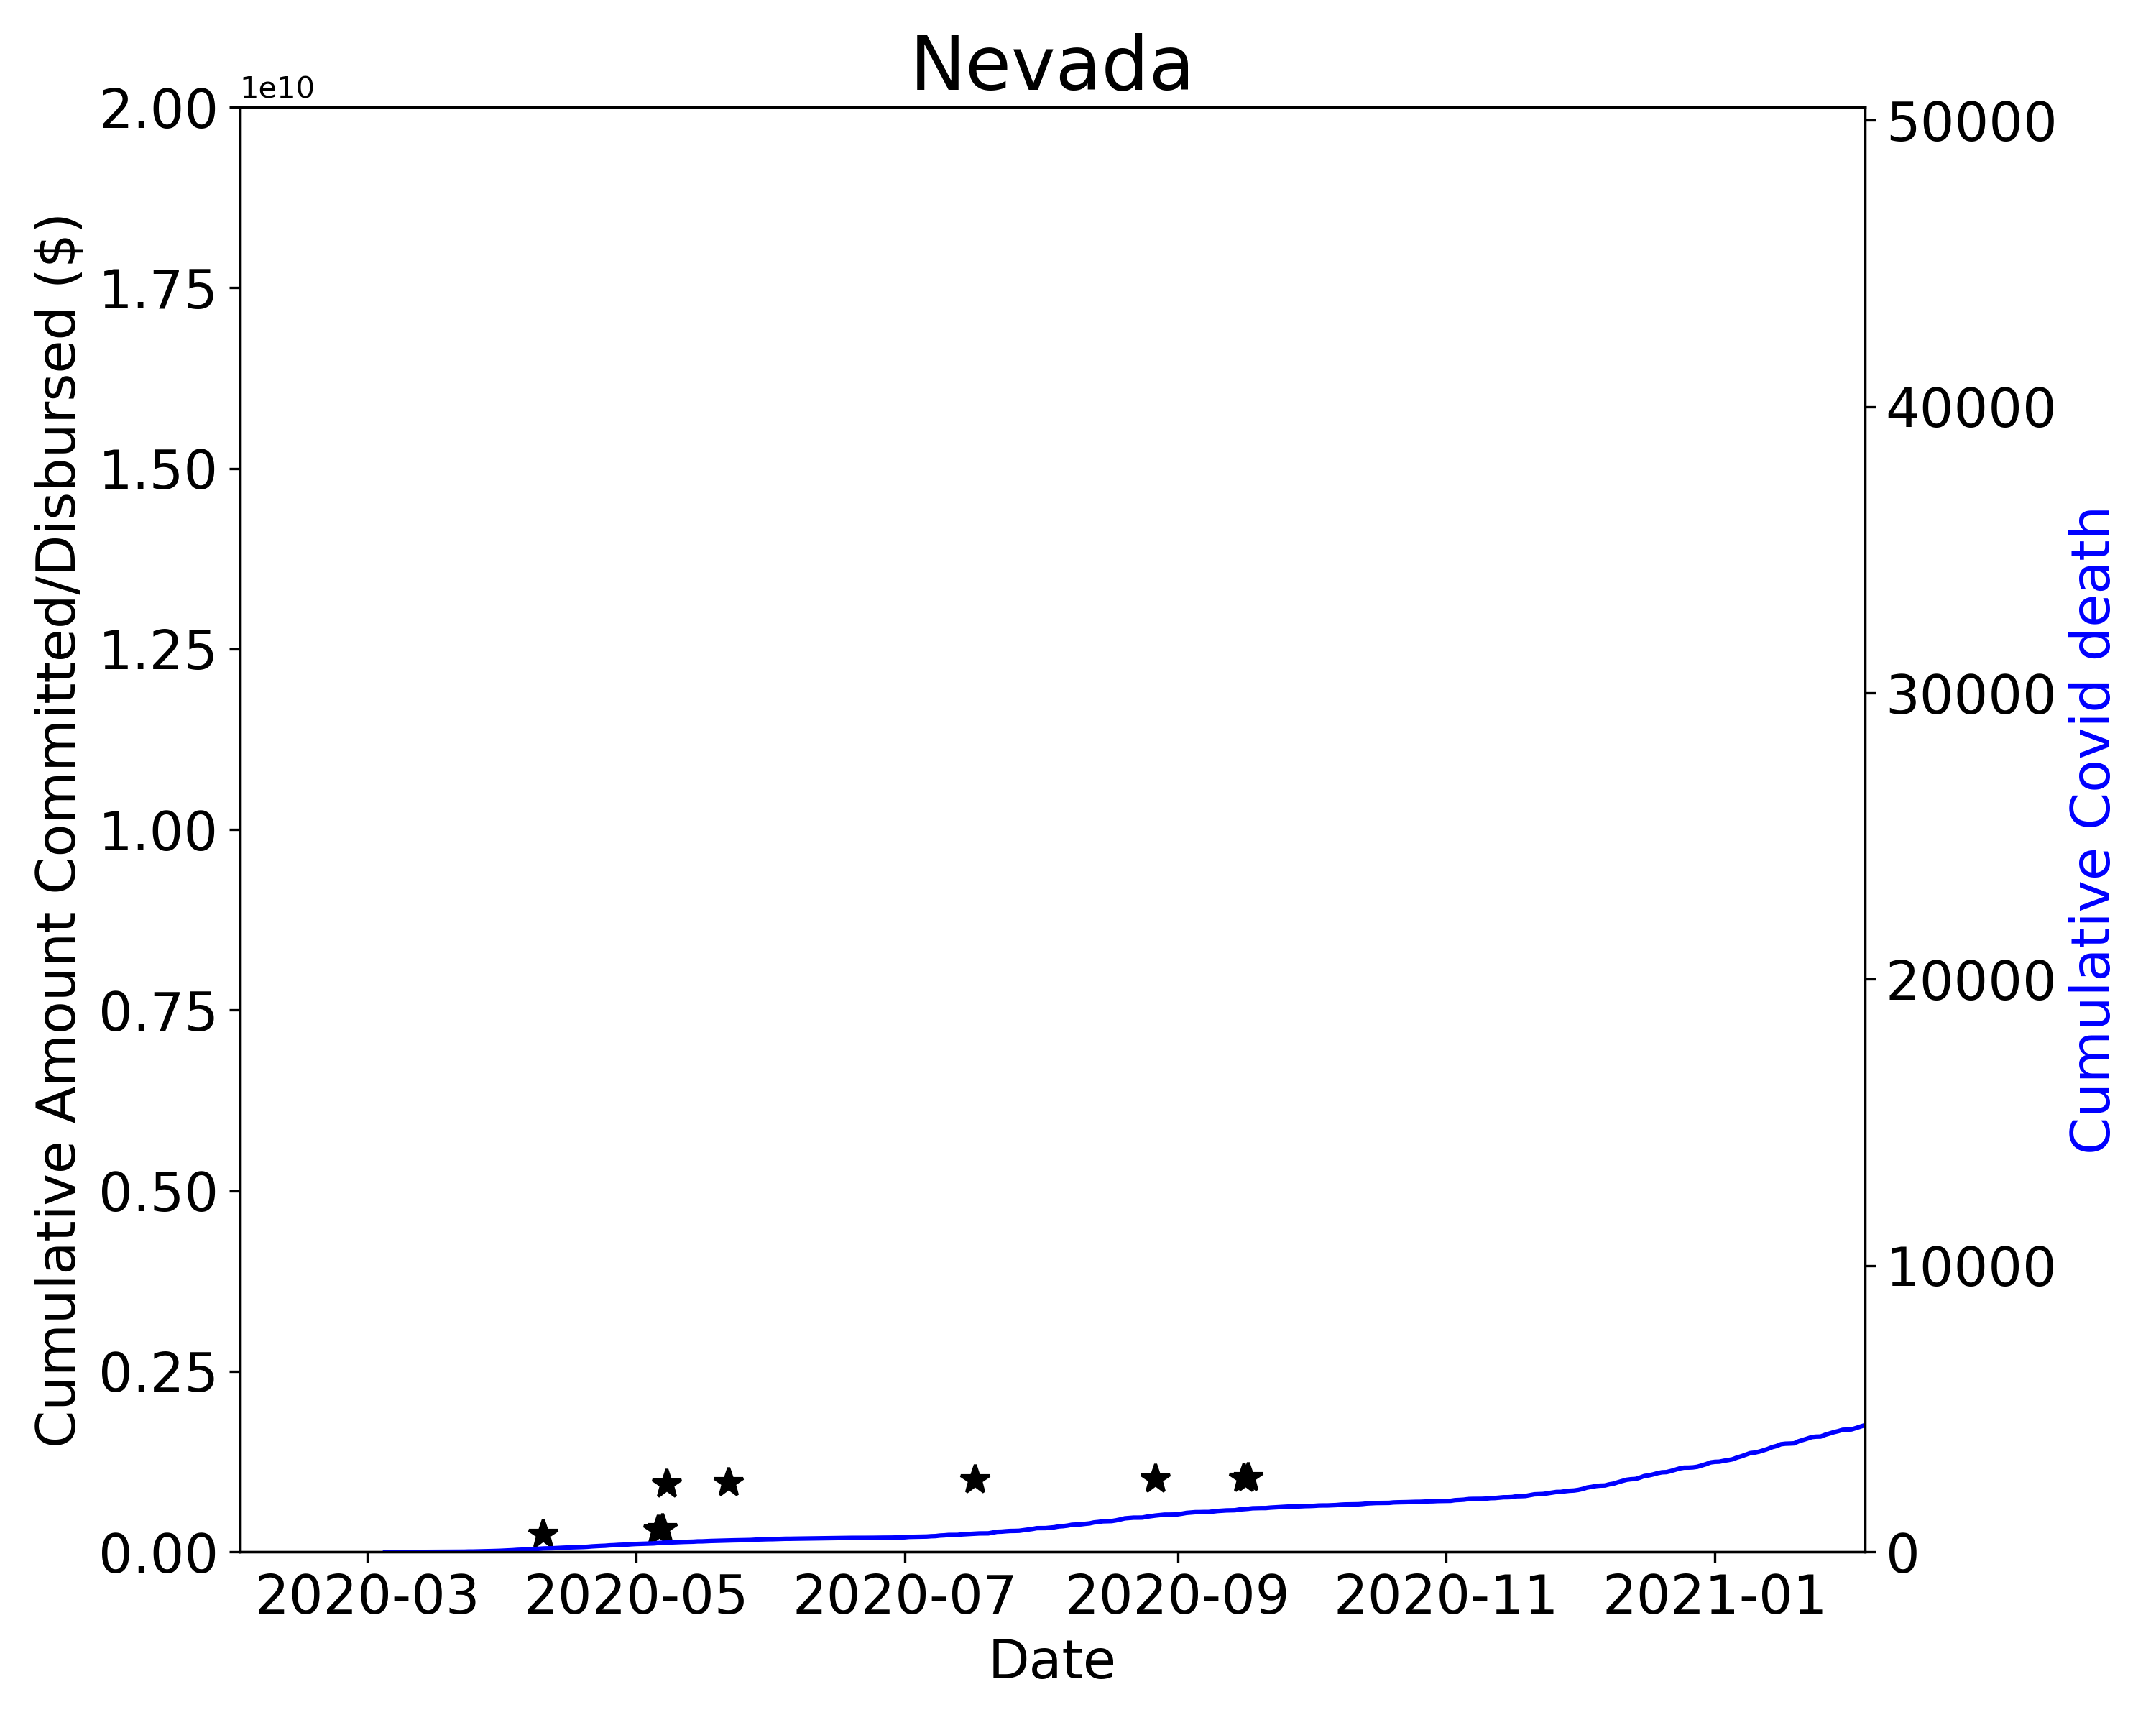 Nevada
1e10
2.00
1.75
1.50
1.25
1.00
0.75
0.50
0.25
0.00
Cumulative Amount Committed/Disbursed ($)
50000
40000
30000
20000
10000
0
Cumulative Covid death
2020-03 2020-05 2020-07 2020-09 2020-11 2021-01
Date